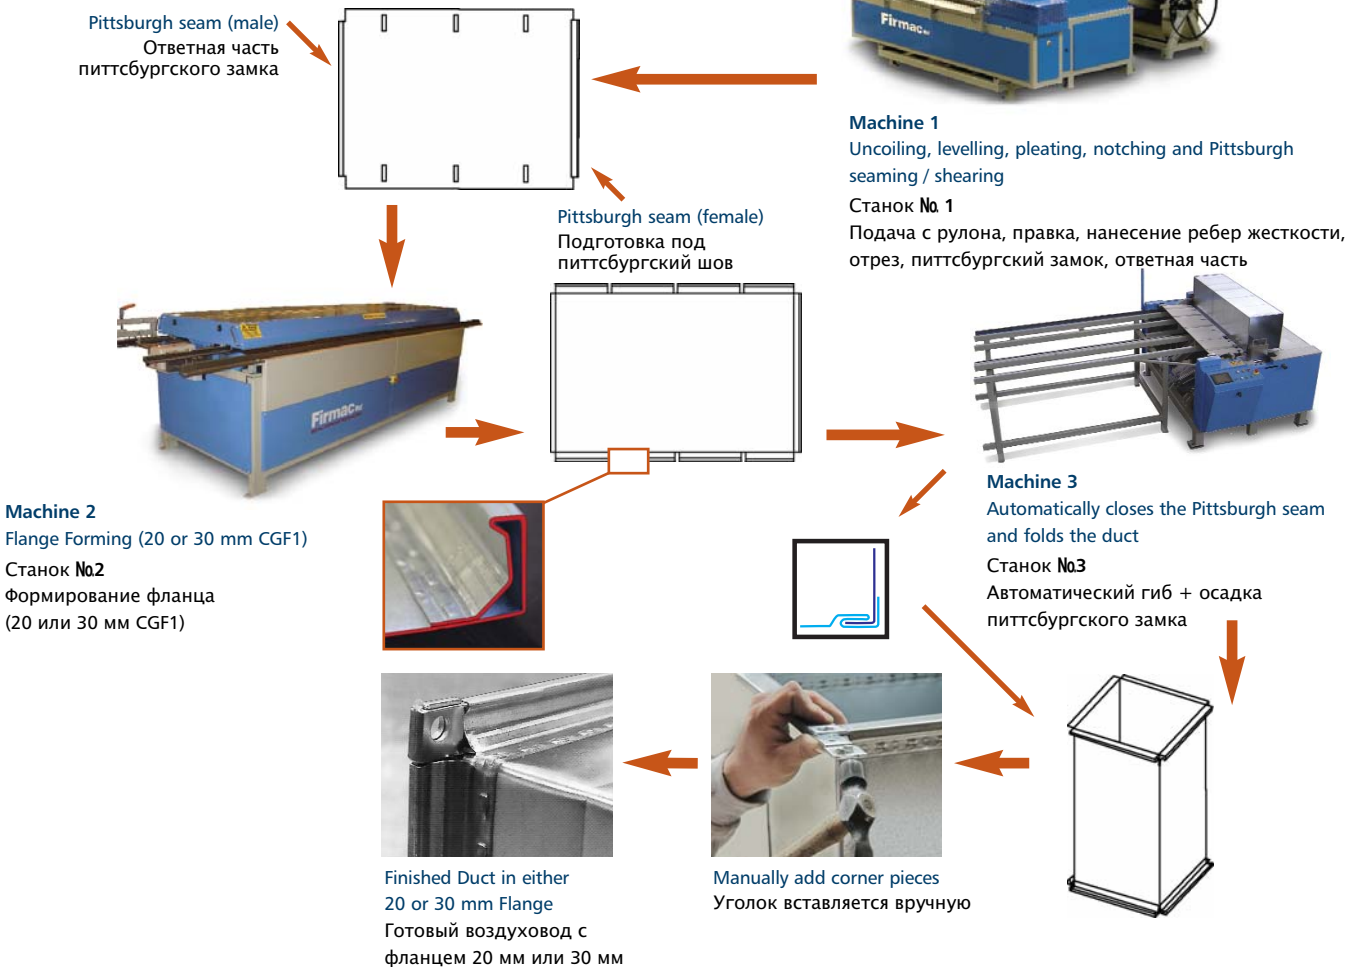 Pittsburgh seam (male)
Ответная часть
питтсбургского замка
Firmac
Machine 1
Uncoiling, levelling, pleating, notching and Pittsburgh
seaming / shearing
Станок № 1
Подача с рулона, правка, нанесение ребер жесткости,
отрез, питтсбургский замок, ответная часть
Pittsburgh seam (female)
Подготовка под
питтсбургский шов
Firmac
Machine 2
Flange Forming (20 or 30 mm CGF1)
Станок №2
Формирование фланца
(20 или 30 мм CGF1)
Machine 3
Automatically closes the Pittsburgh seam
and folds the duct
Станок №3
Автоматический гиб + осадка
питтсбургского замка
Manually add corner pieces
Уголок вставляется вручную
Finished Duct in either
20 or 30 mm Flange
Готовый воздуховод с
фланцем 20 мм или 30 мм